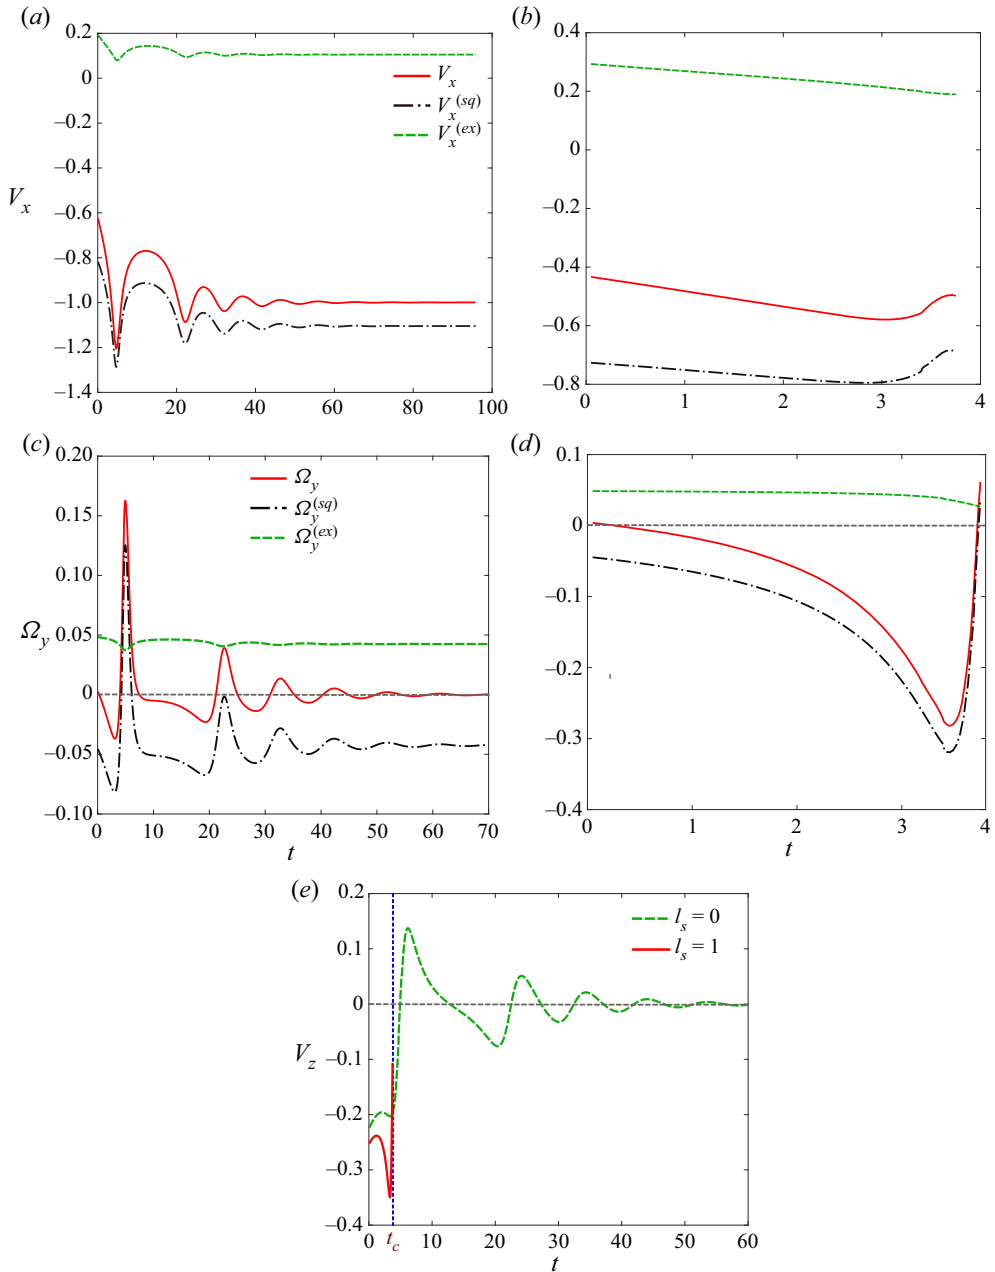 (a)
0.2
0
−0.2
−0.4
−0.6
−0.8
−1.0
−1.2
−1.4
V_x
V_x
V_x^(sq)
V_x^(ex)
0 20 40 60 80 100
(b)
0.4
0.2
0
−0.2
−0.4
−0.6
−0.8
0 1 2 3 4
(c)
0.20
0.15
0.10
0.05
0
−0.05
−0.10
Ω_y
Ω_y
Ω_y^(sq)
Ω_y^(ex)
0 10 20 30 40 50 60 70
t
(d)
0.1
0
−0.1
−0.2
−0.3
−0.4
0 1 2 3 4
t
(e)
0.2
0.1
0
−0.1
−0.2
−0.3
−0.4
V_z
l_s = 0
l_s = 1
0 t_c 10 20 30 40 50 60
t